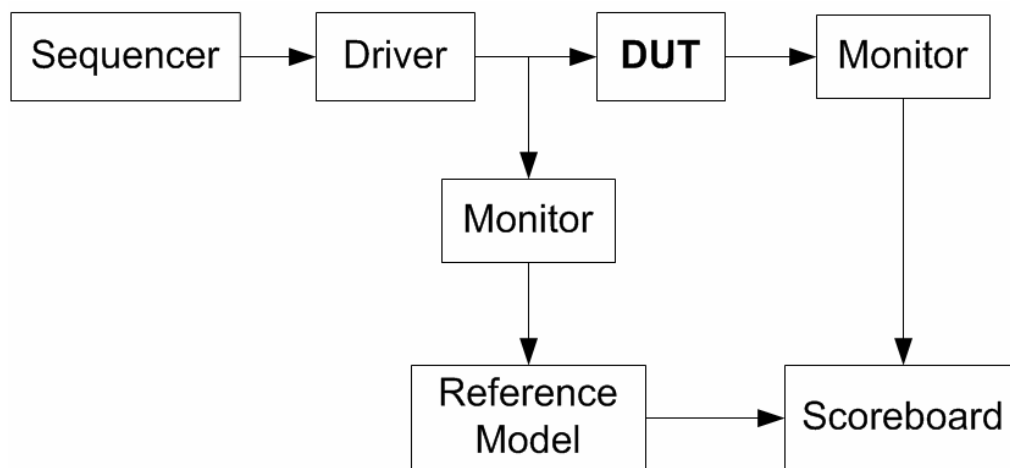 Sequencer
Driver
DUT
Monitor
Monitor
Reference
Model
Scoreboard